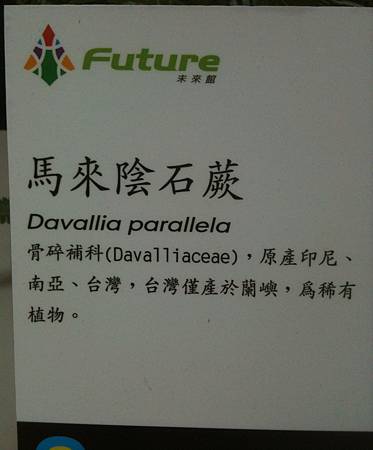 Future
未來館
馬來陰石蕨
Davallia parallela
骨碎補科(Davalliaceae)，原產印尼、
南亞、台灣，台灣僅產於蘭嶼，為稀有
植物。